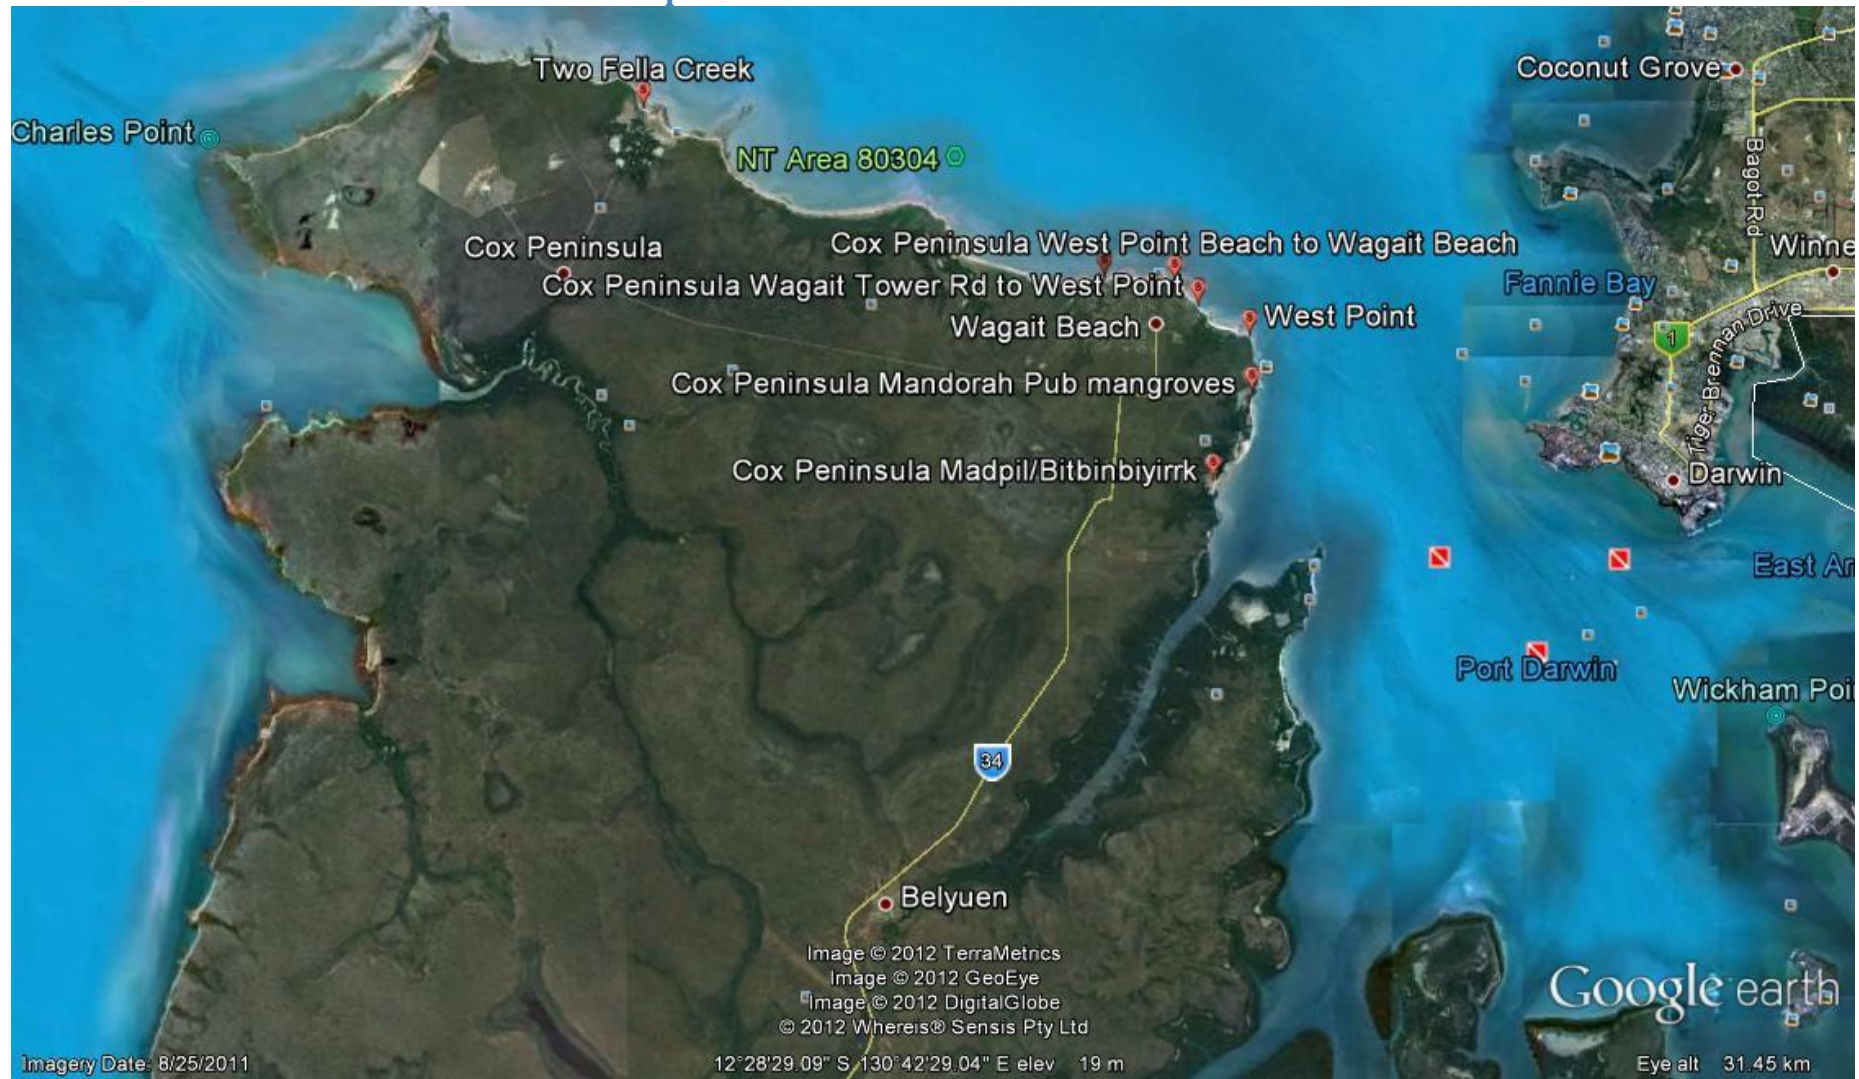 Two Fella Creek
Coconut Grove
Charles Point
NT Area 80304
Bagot Rd
Cox Peninsula
Cox Peninsula West Point Beach to Wagait Beach
Winne
Cox Peninsula Wagait Tower Rd to West Point
Fannie Bay
West Point
Wagait Beach
1
Tiger Brennan Drive
Cox Peninsula Mandorah Pub mangroves
Cox Peninsula Madpil/Bitbinbiyirrk
Darwin
East Ar
Port Darwin
Wickham Poi
34
Belyuen
Image © 2012 TerraMetrics
Image © 2012 GeoEye
Image © 2012 DigitalGlobe
© 2012 Whereis® Sensis Pty Ltd
Google earth
Imagery Date: 8/25/2011
12°28'29.09" S 130°42'29.04" E elev 19 m
Eye alt 31.45 km